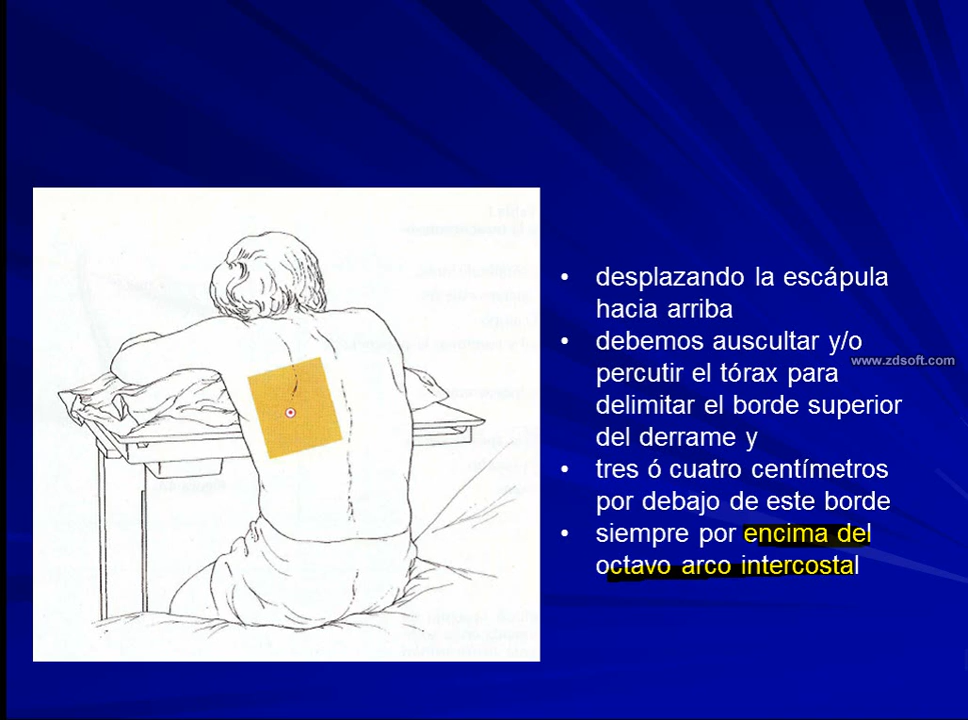 desplazando la escápula
hacia arriba
debemos auscultar y/o
www.zdsoft.com
percutir el tórax para
delimitar el borde superior
del derrame y
tres ó cuatro centímetros
por debajo de este borde
siempre por encima del
octavo arco intercostal